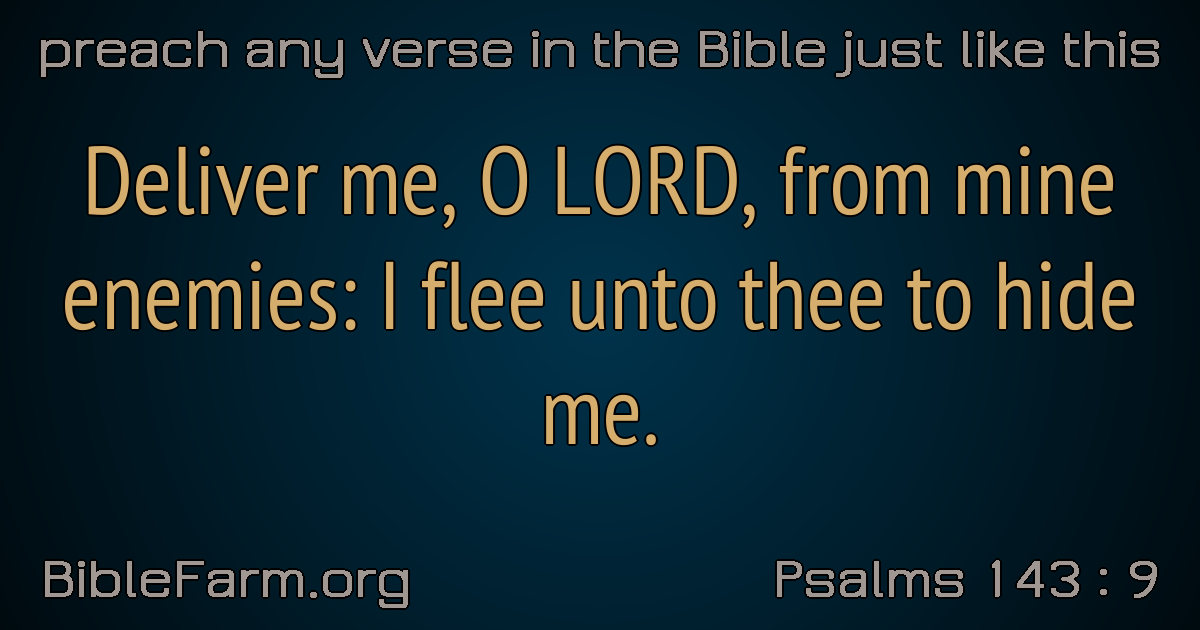 preach any verse in the Bible just like this
Deliver me, O LORD, from mine
enemies: I flee unto thee to hide
me.
BibleFarm.org
Psalms 143 : 9